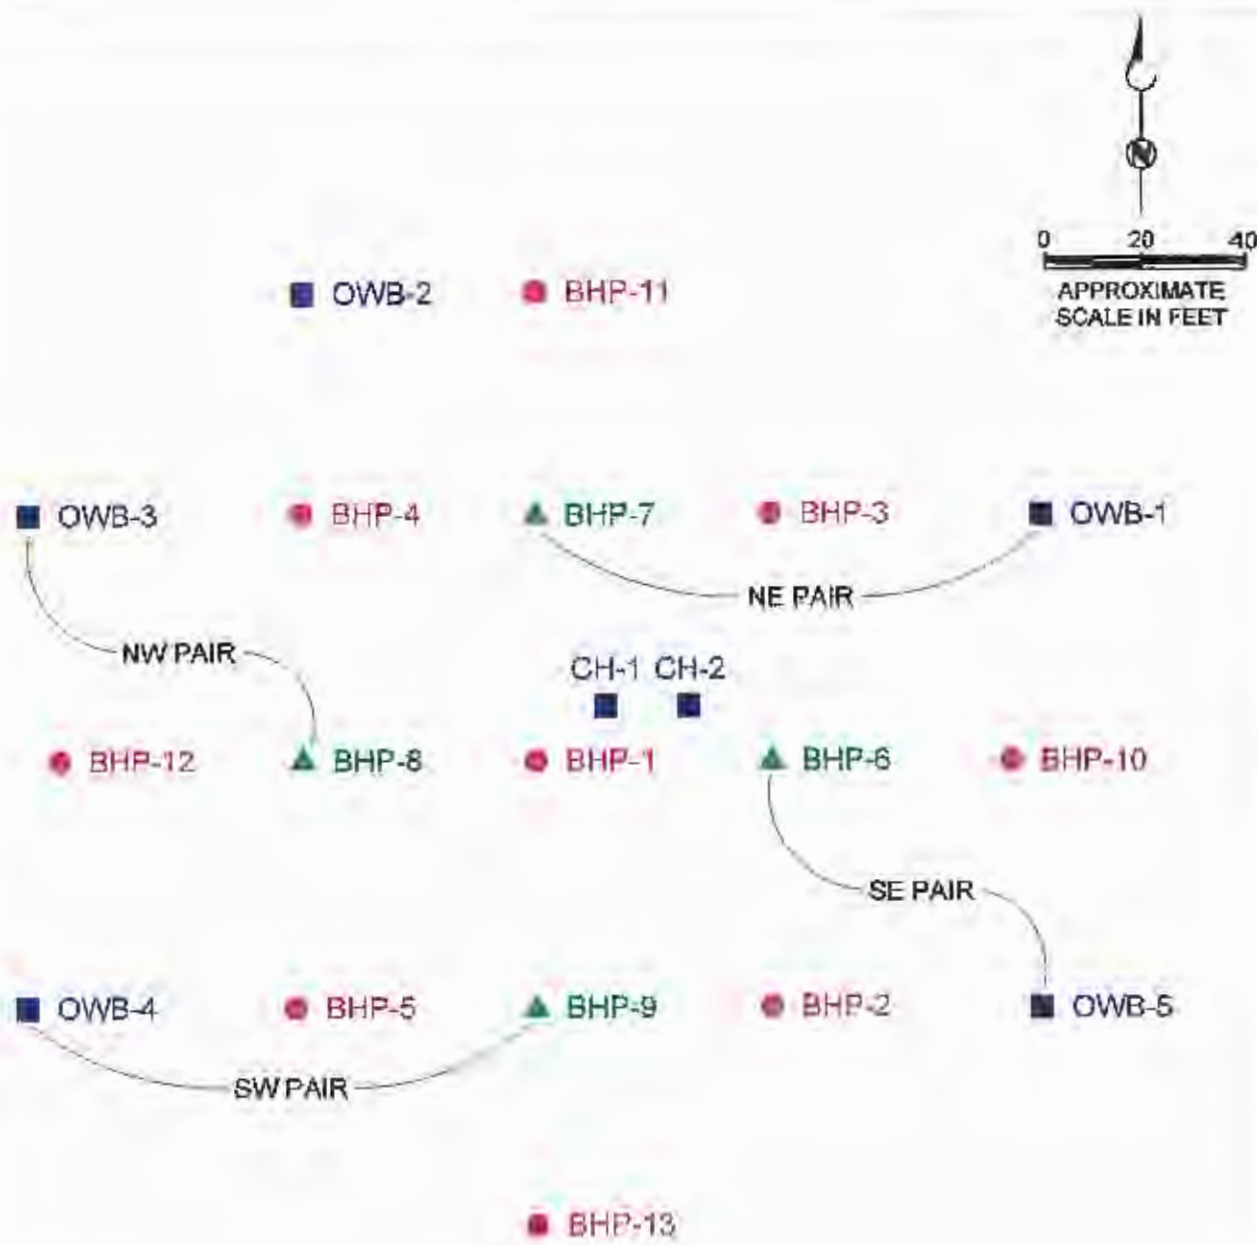 N
0 20 40
APPROXIMATE
SCALE IN FEET
OWB-2 BHP-11
OWB-3 BHP-4 BHP-7 BHP-3 OWB-1
NE PAIR
NW PAIR
CH-1 CH-2
BHP-12 BHP-8 BHP-1 BHP-6 BHP-10
SE PAIR
OWB-4 BHP-5 BHP-9 BHP-2 OWB-5
SW PAIR
BHP-13